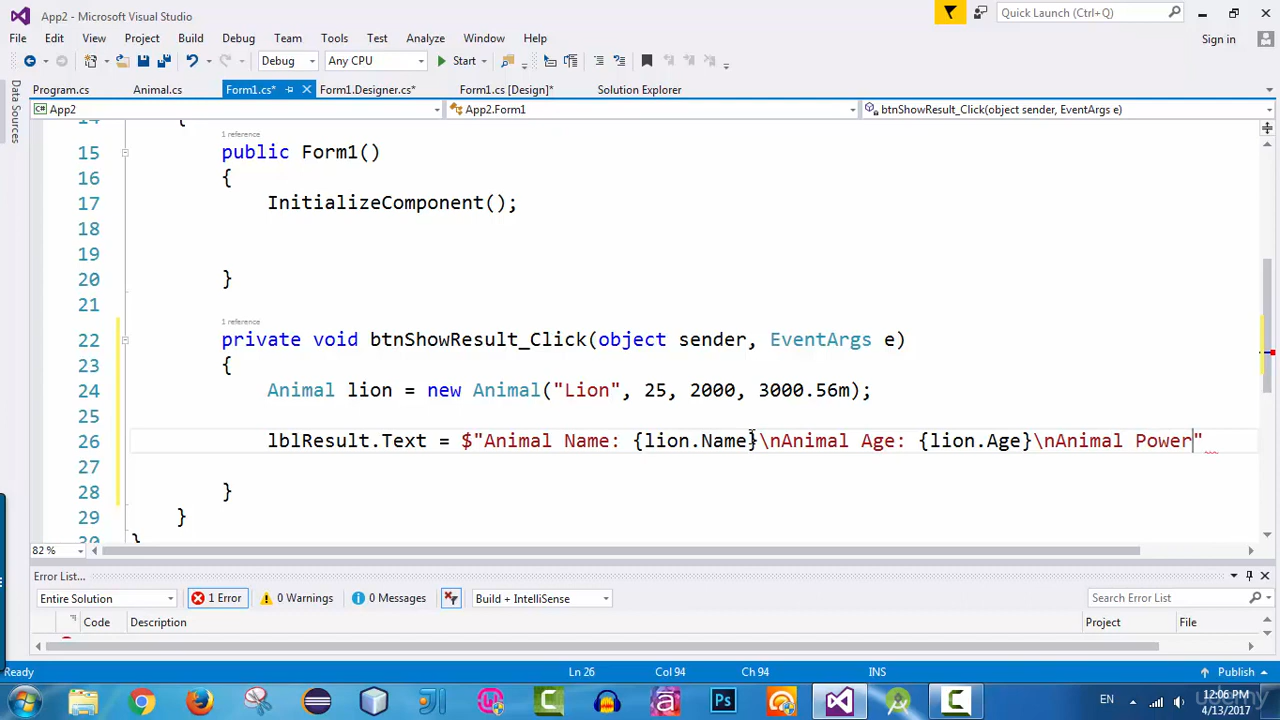 App2 - Microsoft Visual Studio
Quick Launch (Ctrl+Q)
File Edit View Project Build Debug Team Tools Test Analyze Window Help
Sign in
Debug Any CPU Start
Data Sources
Program.cs Animal.cs Form1.cs* Form1.Designer.cs* Form1.cs [Design]* Solution Explorer
App2 App2.Form1 btnShowResult_Click(object sender, EventArgs e)
14 {
1 reference
15 public Form1()
16 {
17 InitializeComponent();
18
19
20 }
21
1 reference
22 private void btnShowResult_Click(object sender, EventArgs e)
23 {
24 Animal lion = new Animal("Lion", 25, 2000, 3000.56m);
25
26 lblResult.Text = $"Animal Name: {lion.Name}\nAnimal Age: {lion.Age}\nAnimal Power"
27
28 }
29 }
30 }
82 %
Error List...
Entire Solution 1 Error 0 Warnings 0 Messages Build + IntelliSense Search Error List
Code Description Project File
Ready Ln 26 Col 94 Ch 94 INS Publish
Ps EN 12:06 PM
4/13/2017
udemy